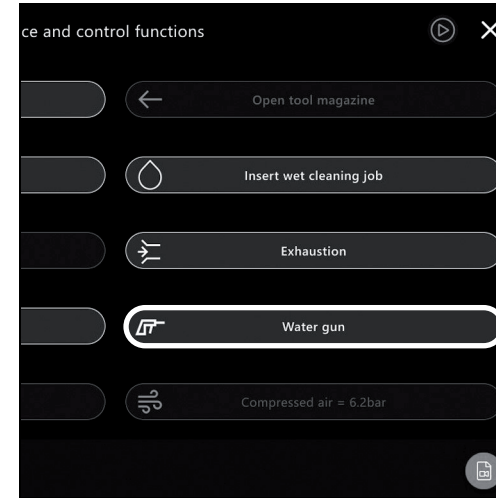 ce and control functions
Open tool magazine
Insert wet cleaning job
Exhaustion
Water gun
Compressed air = 6.2bar